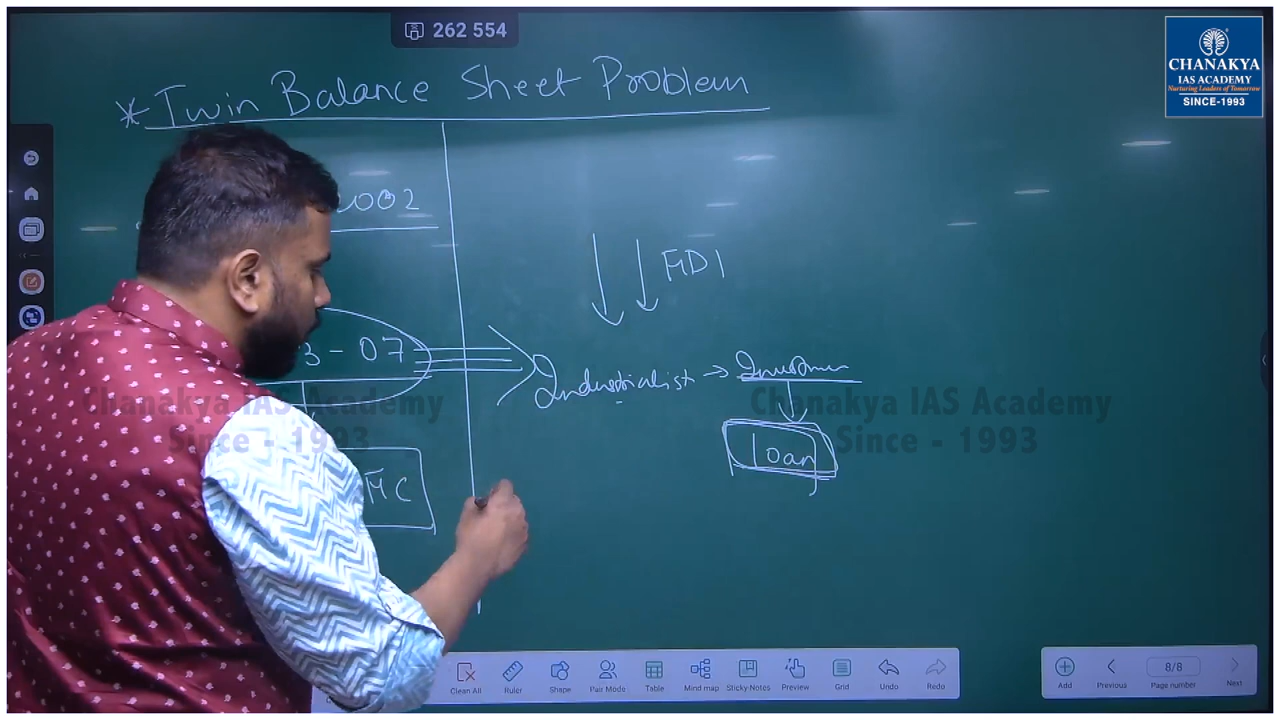 262 554
CHANAKYA
IAS ACADEMY
Nurturing Leaders of Tomorrow
SINCE-1993
* Twin Balance Sheet Problem
2002
FDI
3-07
Industrialist →
loan
Chanakya IAS Academy
Since - 1993
Chanakya IAS Academy
Since - 1993
MC
Clean All
Ruler
Shape
Pair Mode
Table
Mind map
Sticky Notes
Preview
Grid
Undo
Redo
Add
Previous
8/8
Page number
Next